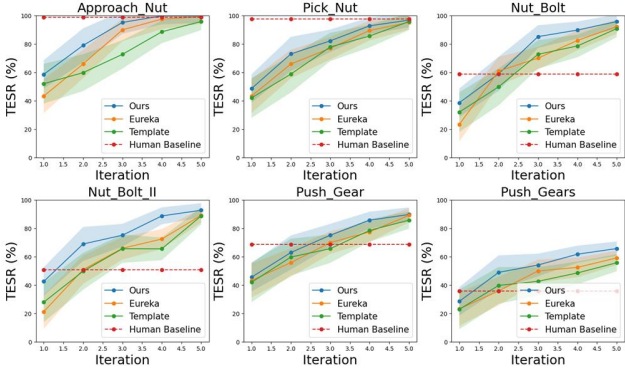 Approach_Nut
TESR (%)
100
80
60
40
20
0
Ours
Eureka
Template
Human Baseline
1.0 1.5 2.0 2.5 3.0 3.5 4.0 4.5 5.0
Iteration
Pick_Nut
TESR (%)
100
80
60
40
20
0
Ours
Eureka
Template
Human Baseline
1.0 1.5 2.0 2.5 3.0 3.5 4.0 4.5 5.0
Iteration
Nut_Bolt
TESR (%)
100
80
60
40
20
0
Ours
Eureka
Template
Human Baseline
1.0 1.5 2.0 2.5 3.0 3.5 4.0 4.5 5.0
Iteration
Nut_Bolt_II
TESR (%)
100
80
60
40
20
0
Ours
Eureka
Template
Human Baseline
1.0 1.5 2.0 2.5 3.0 3.5 4.0 4.5 5.0
Iteration
Push_Gear
TESR (%)
100
80
60
40
20
0
Ours
Eureka
Template
Human Baseline
1.0 1.5 2.0 2.5 3.0 3.5 4.0 4.5 5.0
Iteration
Push_Gears
TESR (%)
100
80
60
40
20
0
Ours
Eureka
Template
Human Baseline
1.0 1.5 2.0 2.5 3.0 3.5 4.0 4.5 5.0
Iteration